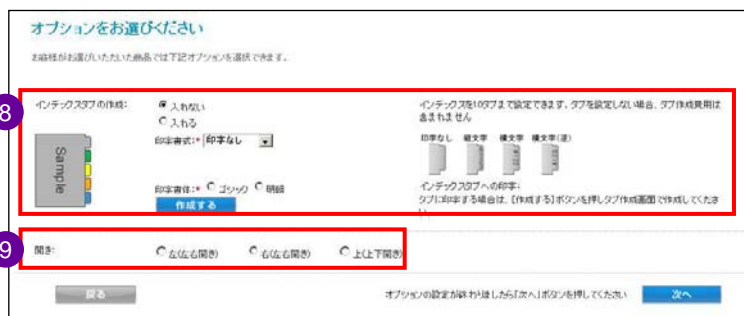 オプションをお選びください
お客様がお選びいただいた商品では下記オプションを選択できます。
8
インデックスタブの作成:
入れない
入れる
印字書式:* 印字なし
Sample
印字書体:* ゴシック 明朝
作成する
インデックスを10タブまで設定できます。タブを設定しない場合、タブ作成費用は
含まれません
印字なし 縦文字 横文字 横文字(逆)
インデックスタブへの印字:
タブに印字する場合は、[作成する]ボタンを押しタブ作成画面で作成してくださ
い
9
開き:
左(左右開き) 右(左右開き) 上(上下開き)
戻る
オプションの設定が終わりましたら「次へ」ボタンを押してください
次へ